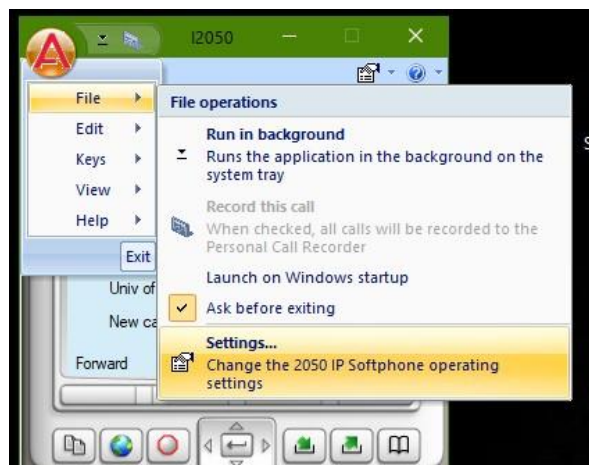 I2050
File
Edit
Keys
View
Help
Exit
File operations
Run in background
Runs the application in the background on the
system tray
Record this call
When checked, all calls will be recorded to the
Personal Call Recorder
Launch on Windows startup
Ask before exiting
Settings...
Change the 2050 IP Softphone operating
settings
Univ of
New ca
Forward